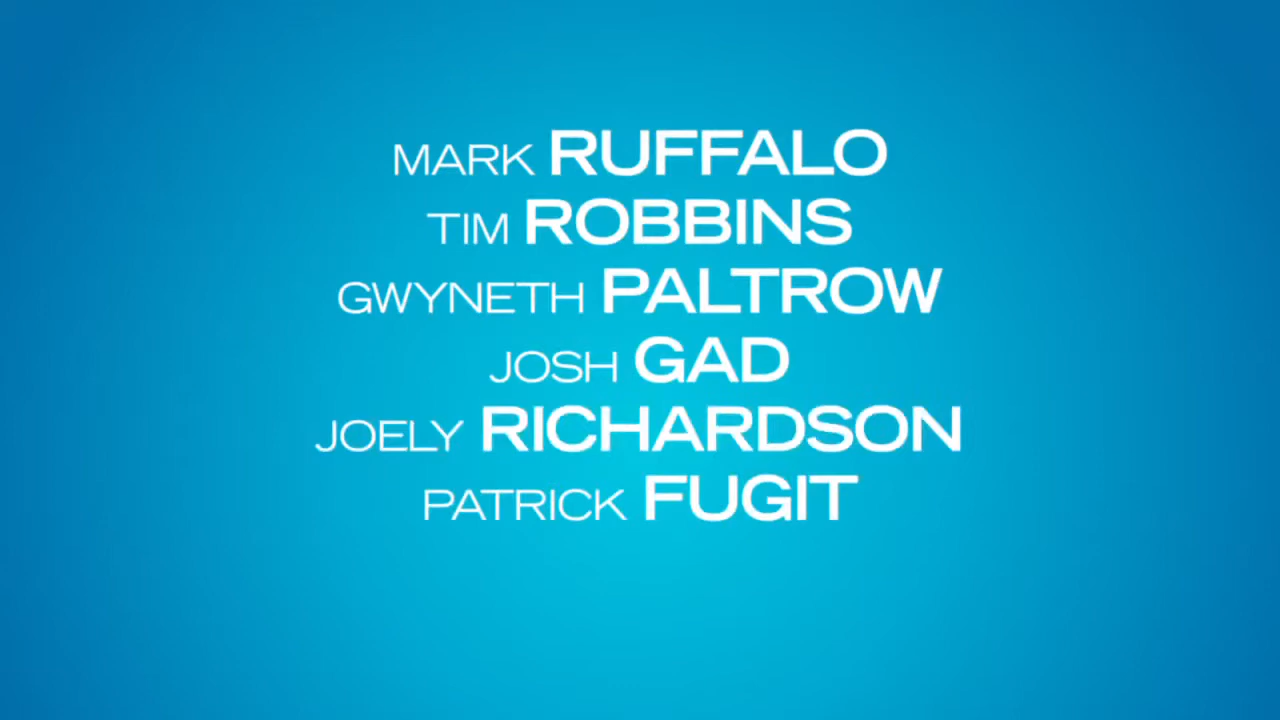 MARK RUFFALO
TIM ROBBINS
GWYNETH PALTROW
JOSH GAD
JOELY RICHARDSON
PATRICK FUGIT